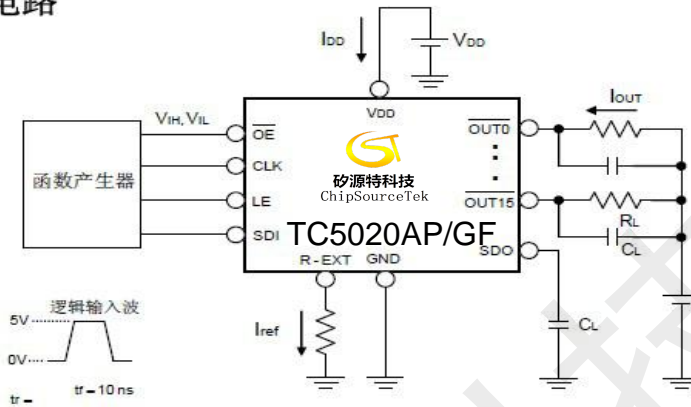 电路
IDD
VDD
VDD
IOUT
VIH, VIL
OE
OUT0
函数产生器
CLK
矽源特科技
ChipSourceTek
LE
OUT15
RL
SDI
TC5020AP/GF
SDO
CL
R-EXT
GND
逻辑输入波
5V
Iref
CL
0V
tr=10 ns
tr=